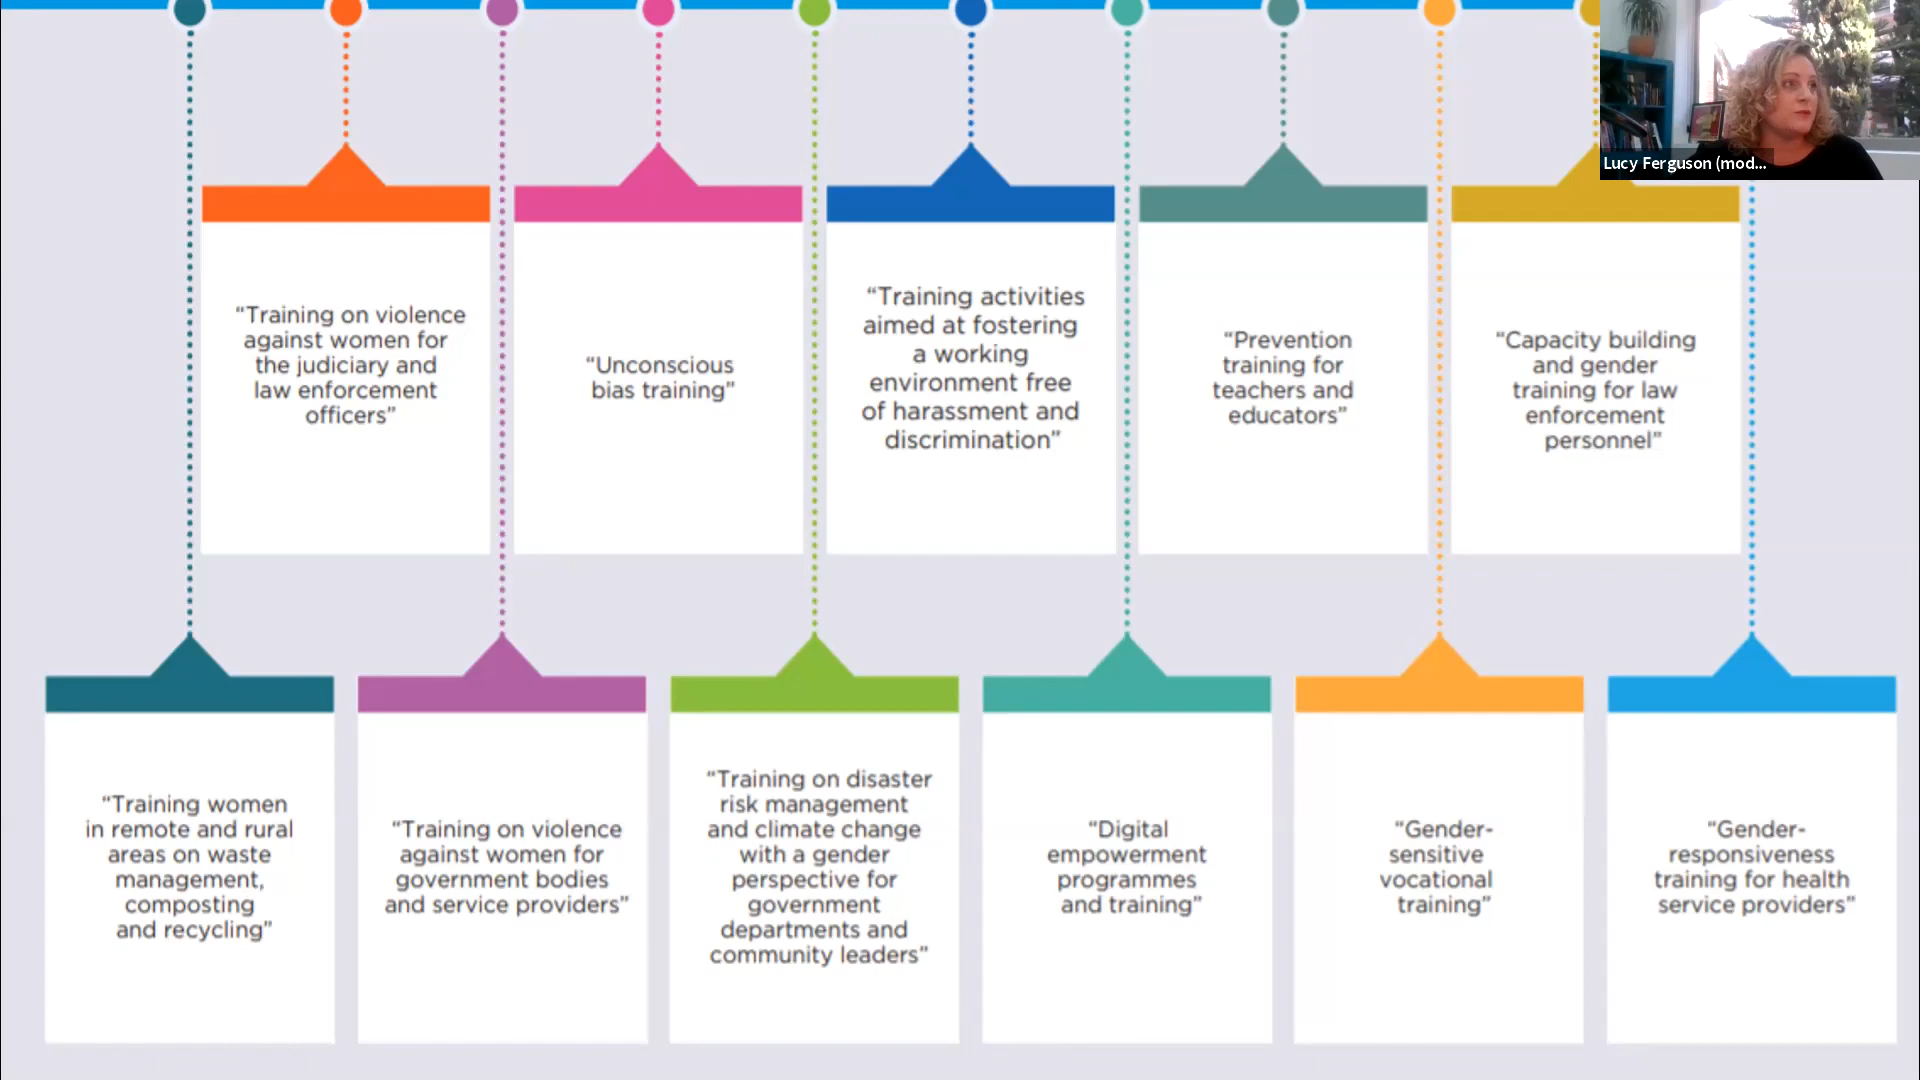 Lucy Ferguson (mod...
“Training on violence
against women for
the judiciary and
law enforcement
officers”
“Unconscious
bias training”
“Training activities
aimed at fostering
a working
environment free
of harassment and
discrimination”
“Prevention
training for
teachers and
educators”
“Capacity building
and gender
training for law
enforcement
personnel”
“Training women
in remote and rural
areas on waste
management,
composting
and recycling”
“Training on violence
against women for
government bodies
and service providers”
“Training on disaster
risk management
and climate change
with a gender
perspective for
government
departments and
community leaders”
“Digital
empowerment
programmes
and training”
“Gender-
sensitive
vocational
training”
“Gender-
responsiveness
training for health
service providers”